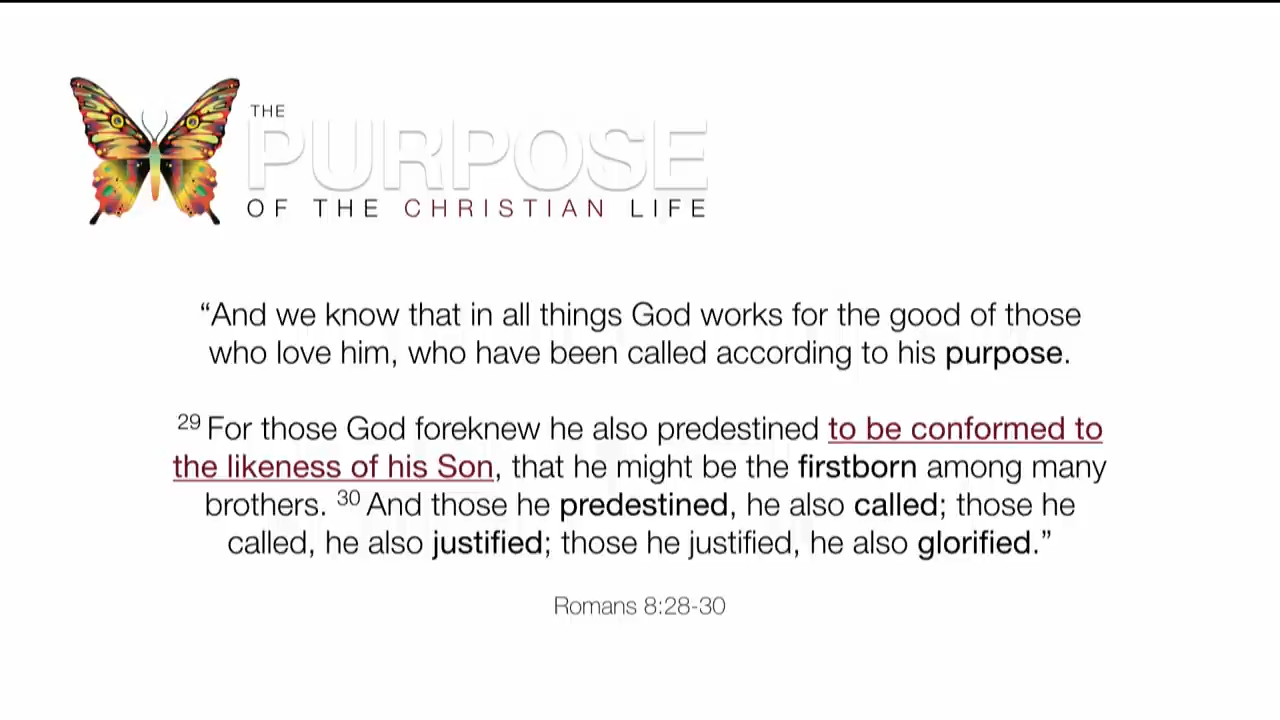 THE
PURPOSE
OF THE CHRISTIAN LIFE
“And we know that in all things God works for the good of those
who love him, who have been called according to his purpose.
29 For those God foreknew he also predestined to be conformed to
the likeness of his Son, that he might be the firstborn among many
brothers. 30 And those he predestined, he also called; those he
called, he also justified; those he justified, he also glorified.”
Romans 8:28-30